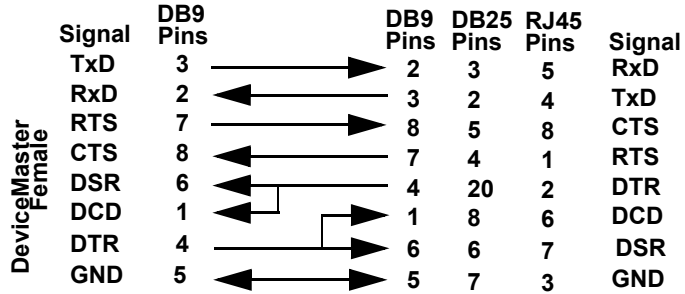 Signal DB9 Pins DB9 Pins DB25 Pins RJ45 Pins Signal
TxD 3 2 3 5 RxD
RxD 2 3 2 4 TxD
RTS 7 8 5 8 CTS
CTS 8 7 4 1 RTS
DSR 6 4 20 2 DTR
DCD 1 1 8 6 DCD
DTR 4 6 6 7 DSR
GND 5 5 7 3 GND
DeviceMaster
Female